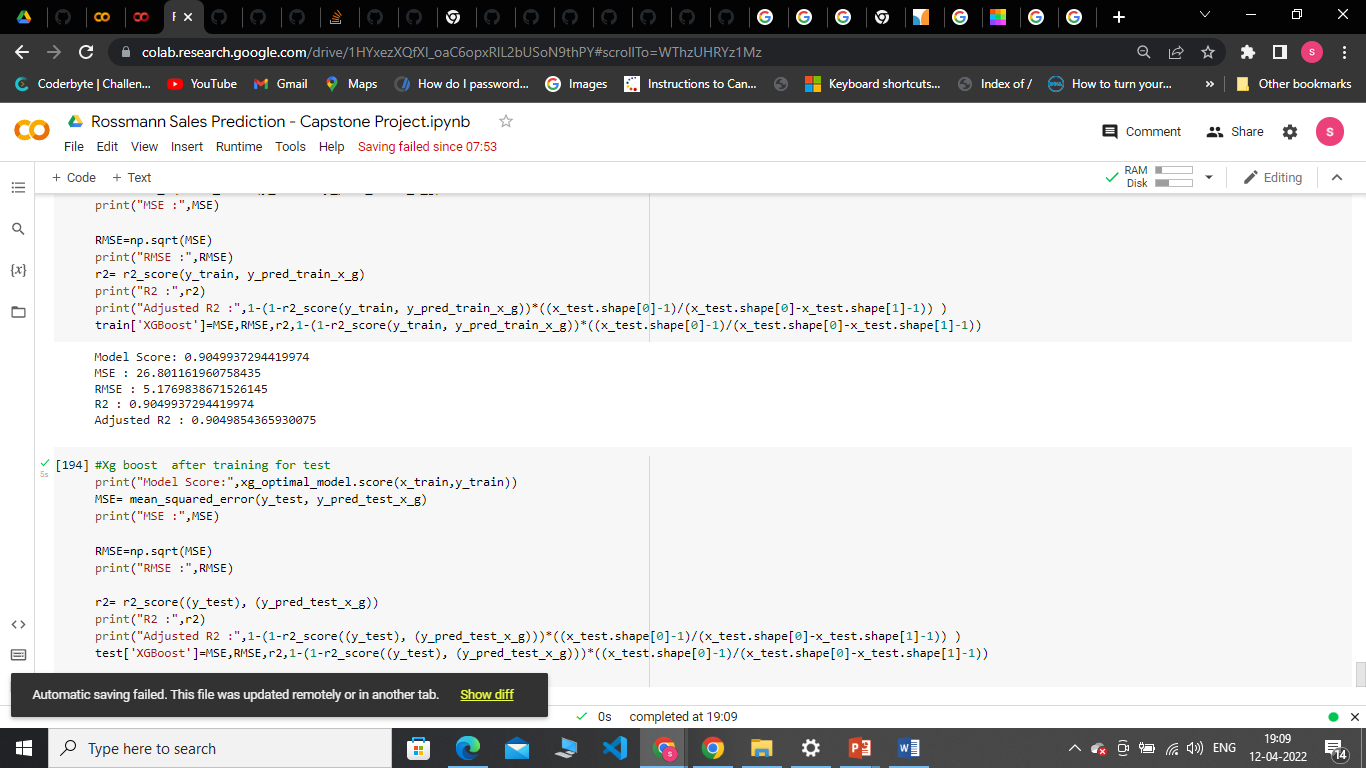 colab.research.google.com/drive/1HYxezXQfXI_oaC6opxRlL2bUSoN9thPY#scrollTo=WThzUHRYz1Mz
S
Coderbyte | Challen... YouTube Gmail Maps How do I password... Images Instructions to Can... Keyboard shortcuts... Index of / How to turn your... » Other bookmarks
Rossmann Sales Prediction - Capstone Project.ipynb
Comment Share S
File Edit View Insert Runtime Tools Help Saving failed since 07:53
+ Code + Text
RAM
Disk
Editing
print("MSE :",MSE)
RMSE=np.sqrt(MSE)
print("RMSE :",RMSE)
r2= r2_score(y_train, y_pred_train_x_g)
print("R2 :",r2)
print("Adjusted R2 :",1-(1-r2_score(y_train, y_pred_train_x_g))*((x_test.shape[0]-1)/(x_test.shape[0]-x_test.shape[1]-1)) )
train['XGBoost']=MSE,RMSE,r2,1-(1-r2_score(y_train, y_pred_train_x_g))*((x_test.shape[0]-1)/(x_test.shape[0]-x_test.shape[1]-1))
Model Score: 0.9049937294419974
MSE : 26.801161960758435
RMSE : 5.1769838671526145
R2 : 0.9049937294419974
Adjusted R2 : 0.9049854365930075
[194] #Xg boost  after training for test
5s
print("Model Score:",xg_optimal_model.score(x_train,y_train))
MSE= mean_squared_error(y_test, y_pred_test_x_g)
print("MSE :",MSE)
RMSE=np.sqrt(MSE)
print("RMSE :",RMSE)
r2= r2_score((y_test), (y_pred_test_x_g))
print("R2 :",r2)
print("Adjusted R2 :",1-(1-r2_score((y_test), (y_pred_test_x_g)))*((x_test.shape[0]-1)/(x_test.shape[0]-x_test.shape[1]-1)) )
test['XGBoost']=MSE,RMSE,r2,1-(1-r2_score((y_test), (y_pred_test_x_g)))*((x_test.shape[0]-1)/(x_test.shape[0]-x_test.shape[1]-1))
Automatic saving failed. This file was updated remotely or in another tab. Show diff
0s completed at 19:09
Type here to search
ENG
19:09
12-04-2022
14